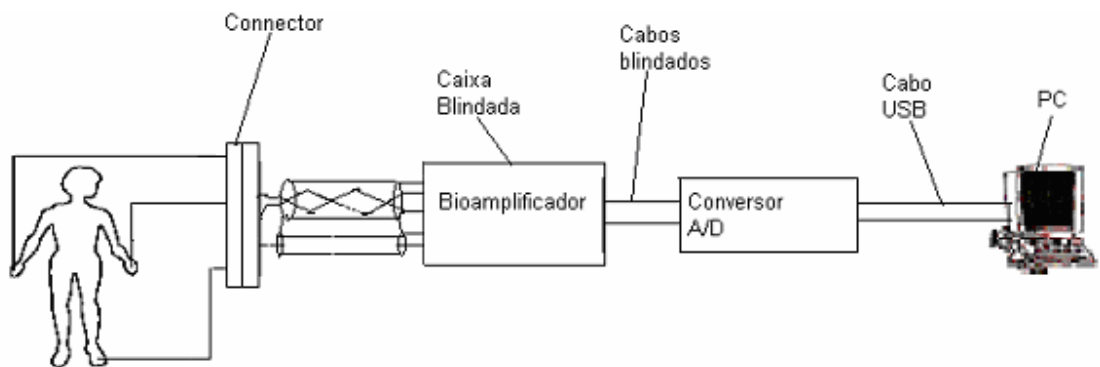 Connector
Caixa
Blindada
Cabos
blindados
Cabo
USB
PC
Bioamplificador
Conversor
A/D